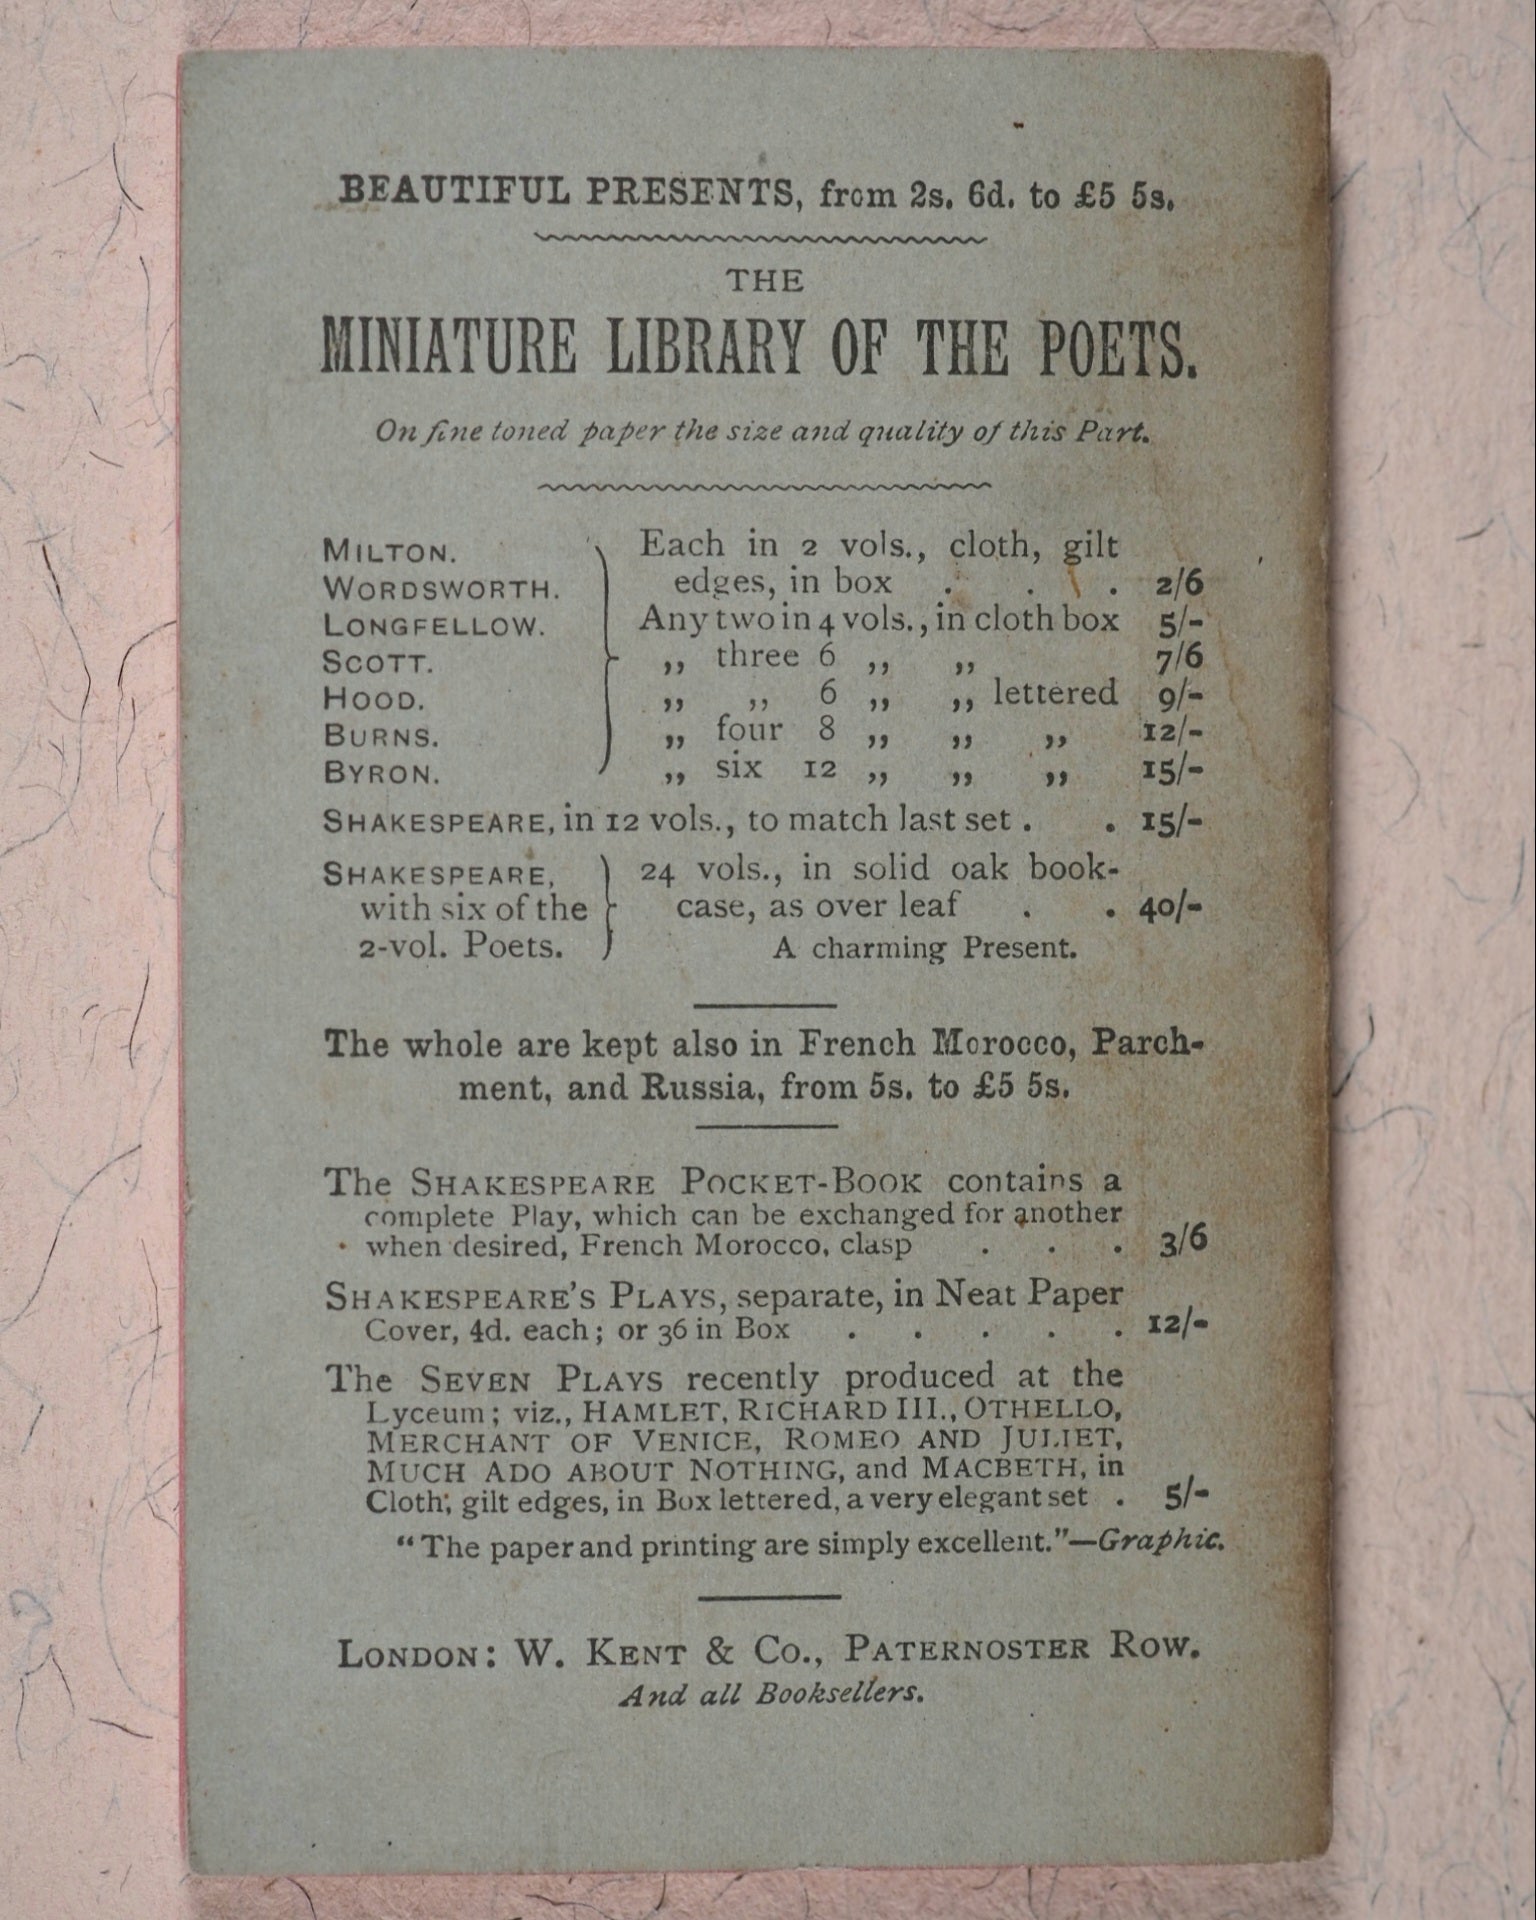 BEAUTIFUL PRESENTS, from 2s. 6d. to £5 5s.
THE
MINIATURE LIBRARY OF THE POETS.
On fine toned paper the size and quality of this Part.
MILTON. Each in 2 vols., cloth, gilt
WORDSWORTH. edges, in box . . . 2/6
LONGFELLOW. Any two in 4 vols., in cloth box 5/-
SCOTT. „ three 6 „ „ 7/6
HOOD. „ „ 6 „ „ lettered 9/-
BURNS. „ four 8 „ „ „ 12/-
BYRON. „ six 12 „ „ „ 15/-
SHAKESPEARE, in 12 vols., to match last set . . 15/-
SHAKESPEARE, 24 vols., in solid oak book-
with six of the case, as over leaf . . 40/-
2-vol. Poets. A charming Present.
The whole are kept also in French Morocco, Parch-
ment, and Russia, from 5s. to £5 5s.
The SHAKESPEARE POCKET-BOOK contains a
complete Play, which can be exchanged for another
when desired, French Morocco, clasp . . . 3/6
SHAKESPEARE'S PLAYS, separate, in Neat Paper
Cover, 4d. each; or 36 in Box . . . . . 12/-
The SEVEN PLAYS recently produced at the
Lyceum; viz., HAMLET, RICHARD III., OTHELLO,
MERCHANT OF VENICE, ROMEO AND JULIET,
MUCH ADO ABOUT NOTHING, and MACBETH, in
Cloth, gilt edges, in Box lettered, a very elegant set . 5/-
"The paper and printing are simply excellent."—Graphic.
LONDON: W. KENT & CO., PATERNOSTER ROW.
And all Booksellers.